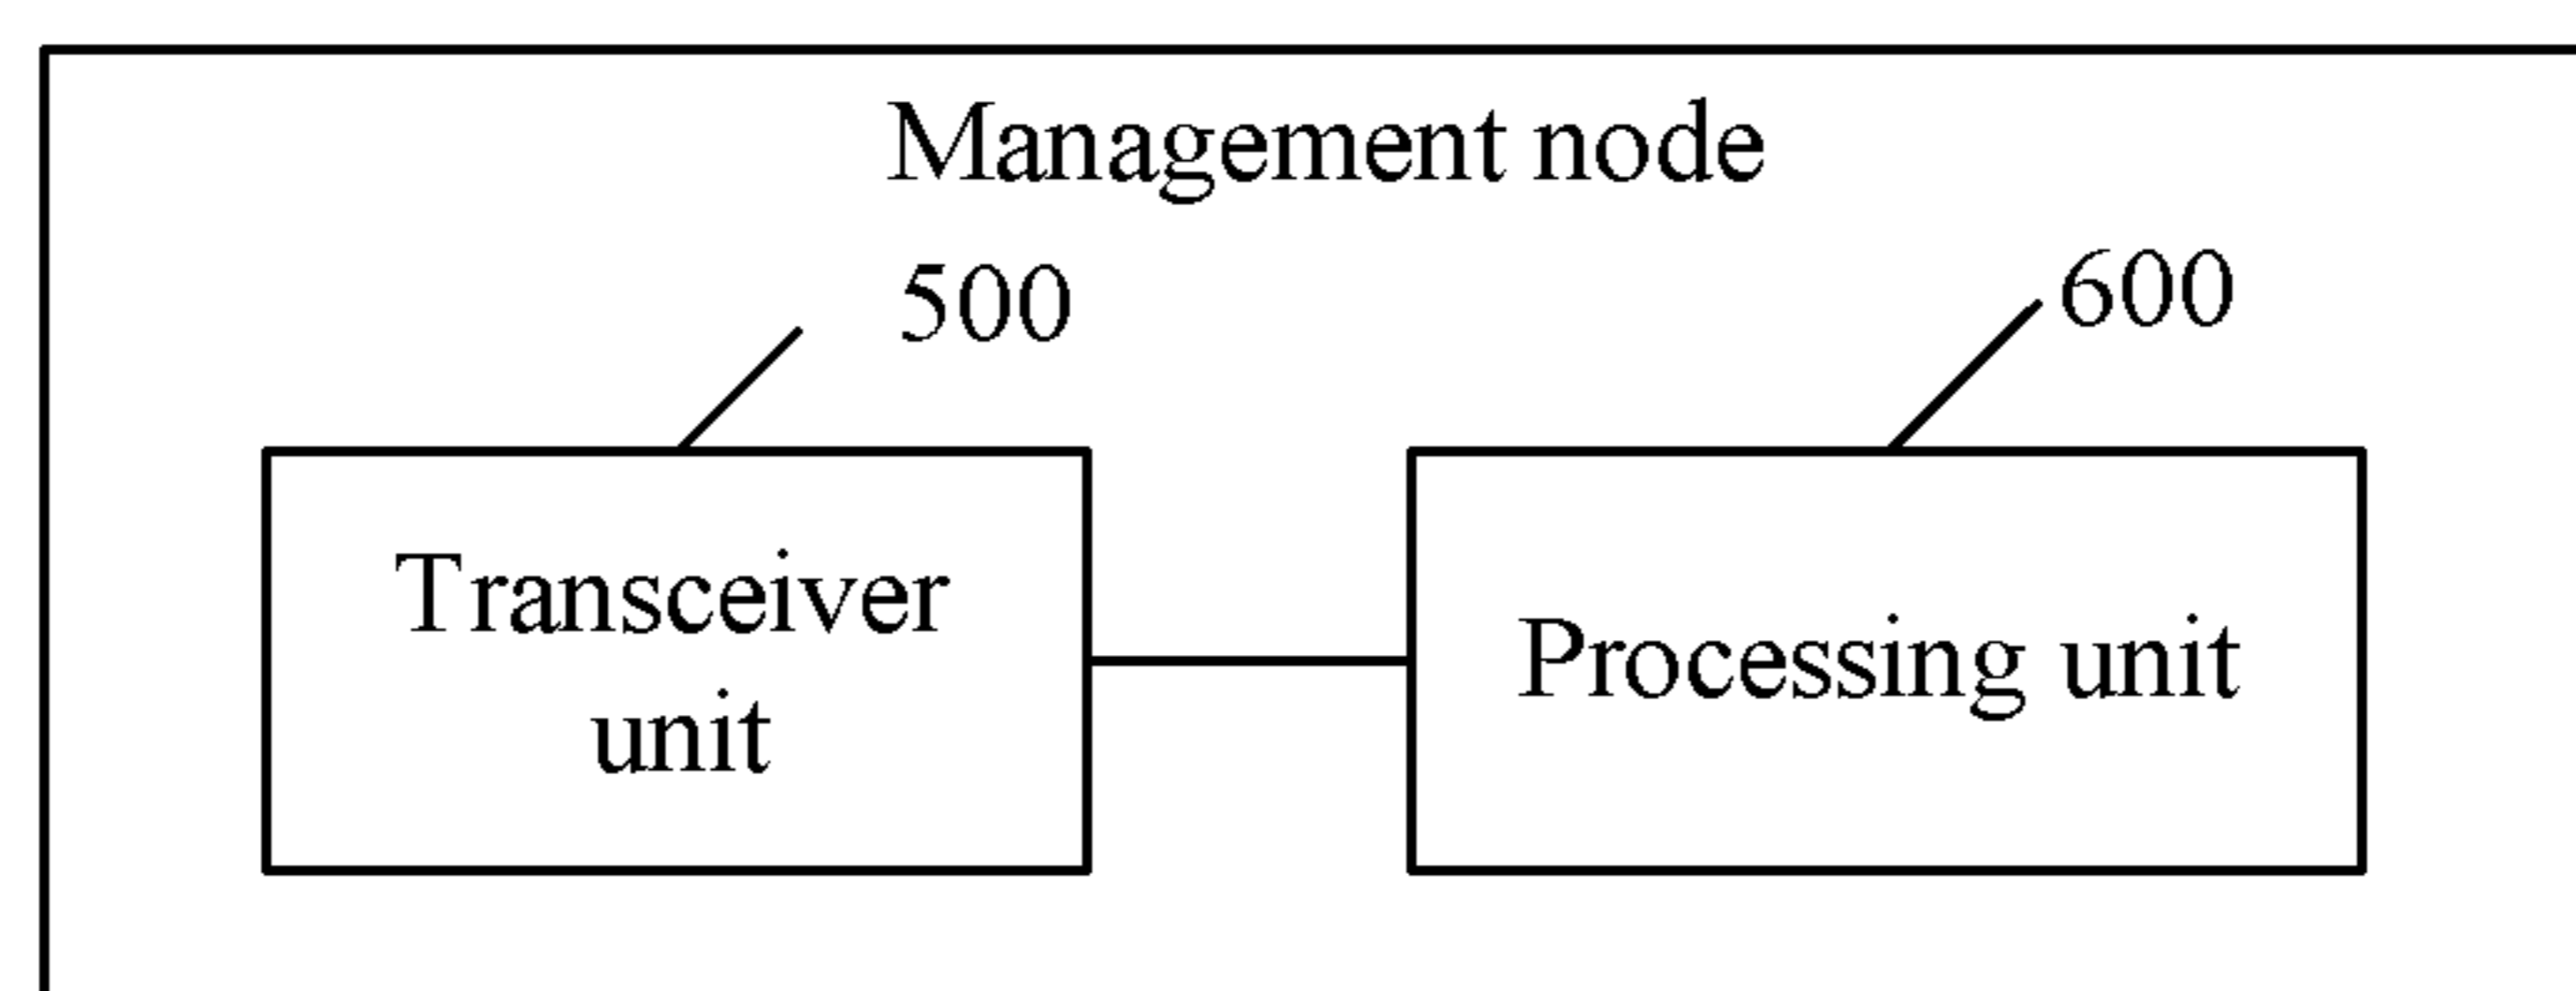 Management node
500
600
Transceiver
unit
Processing unit